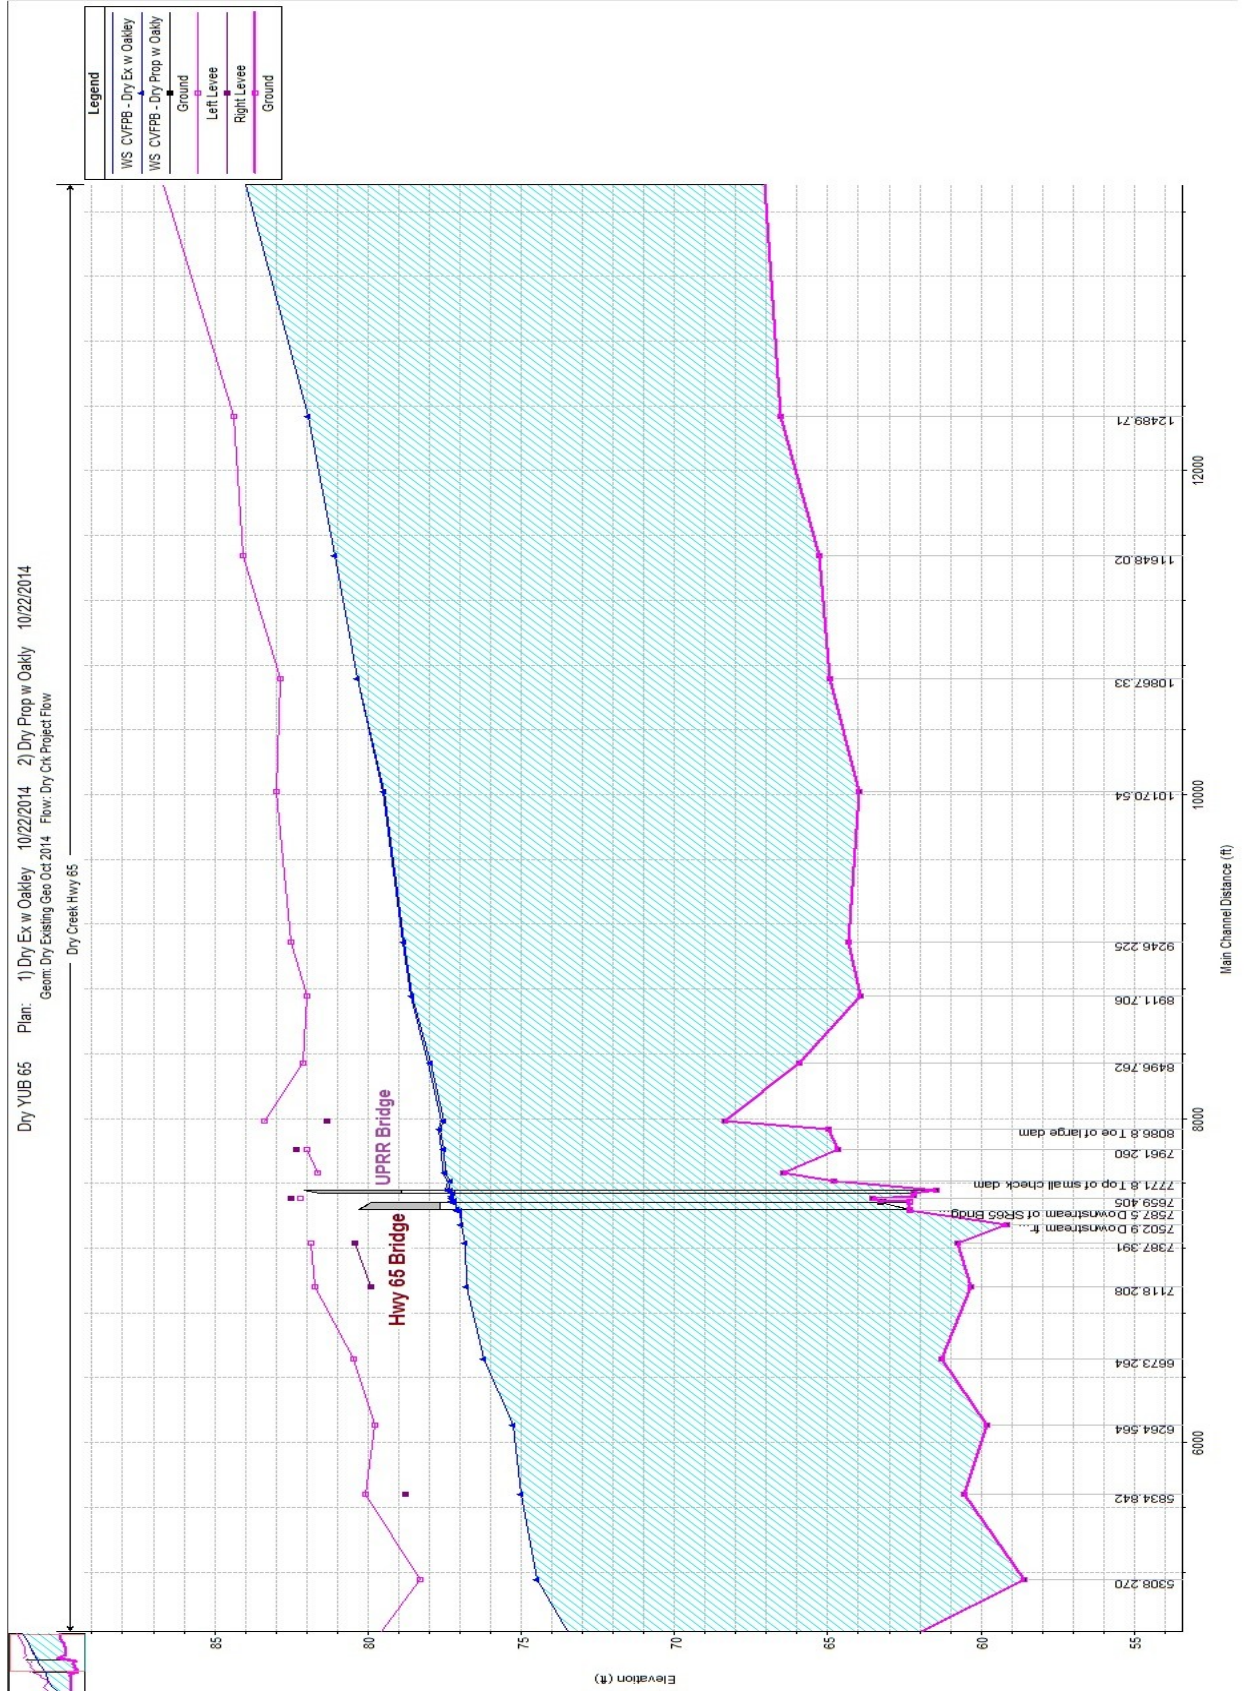 Dry YUB 65 Plan: 1) Dry Ex w Oakley 10/22/2014 2) Dry Prop w Oakly 10/22/2014
Geom: Dry Existing Geo Oct 2014 Flow: Dry Crk Project Flow
Dry Creek Hwy 65
Legend
WS CVFPB - Dry Ex w Oakley
WS CVFPB - Dry Prop w Oakly
Ground
Left Levee
Right Levee
Ground
Hwy 65 Bridge
UPRR Bridge
Elevation (ft)
85
80
75
70
65
60
55
5308.270
5834.842
6264.564
6673.264
7118.208
7387.391
7502.9 Downstream fr...
7587.5 Downstream of SR65 Bridg...
7659.405
7771.8 Top of small check dam
7961.260
8086.8 Toe of large dam
8496.762
8911.706
9246.225
10170.54
10867.33
11648.02
12489.71
6000
8000
10000
12000
Main Channel Distance (ft)